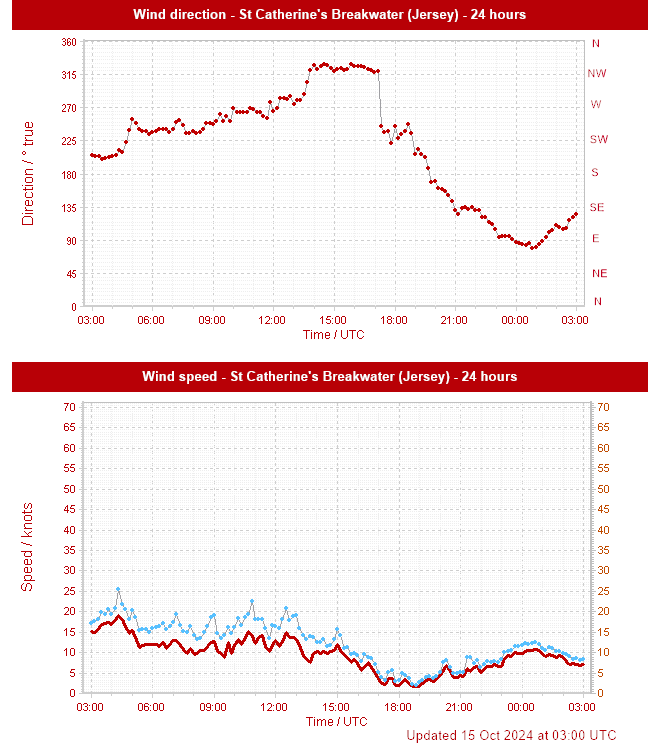 Wind direction - St Catherine's Breakwater (Jersey) - 24 hours
360 N
315 NW
270 W
225 SW
180 S
135 SE
90 E
45 NE
0 N
Direction / ° true
03:00 06:00 09:00 12:00 15:00 18:00 21:00 00:00 03:00
Time / UTC
Wind speed - St Catherine's Breakwater (Jersey) - 24 hours
70 70
65 65
60 60
55 55
50 50
45 45
40 40
35 35
30 30
25 25
20 20
15 15
10 10
5 5
0 0
Speed / knots
03:00 06:00 09:00 12:00 15:00 18:00 21:00 00:00 03:00
Time / UTC
Updated 15 Oct 2024 at 03:00 UTC